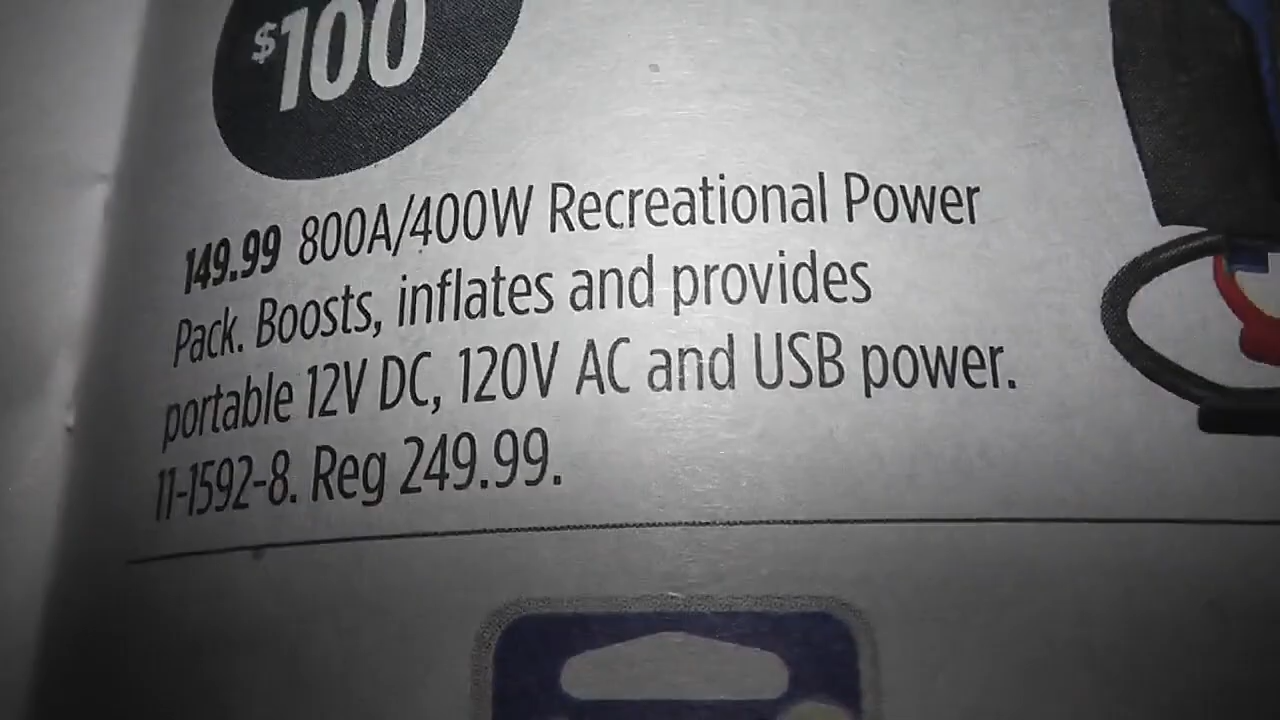 $100
149.99 800A/400W Recreational Power
Pack. Boosts, inflates and provides
portable 12V DC, 120V AC and USB power.
11-1592-8. Reg 249.99.